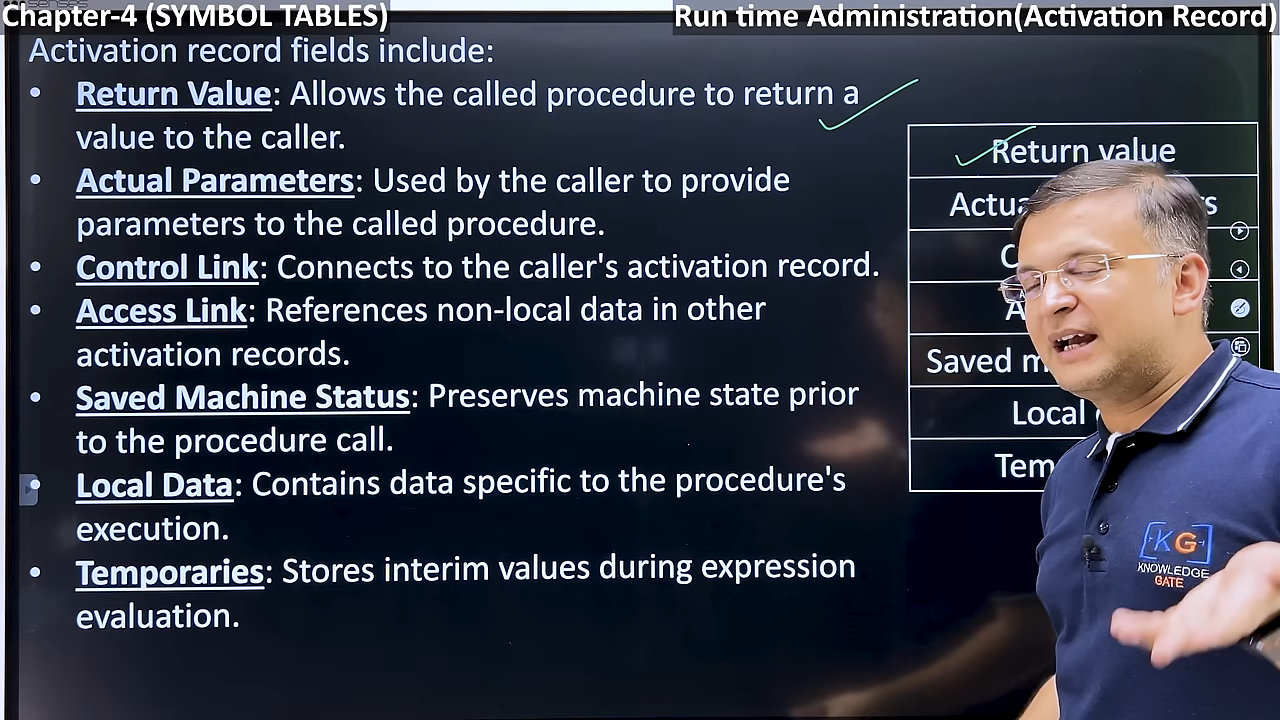 Chapter-4 (SYMBOL TABLES)
Run time Administration(Activation Record)
Activation record fields include:
• Return Value: Allows the called procedure to return a
value to the caller.
• Actual Parameters: Used by the caller to provide
parameters to the called procedure.
• Control Link: Connects to the caller's activation record.
• Access Link: References non-local data in other
activation records.
• Saved Machine Status: Preserves machine state prior
to the procedure call.
• Local Data: Contains data specific to the procedure's
execution.
• Temporaries: Stores interim values during expression
evaluation.
Return value
Saved
Local
KG
KNOWLEDGE
GATE